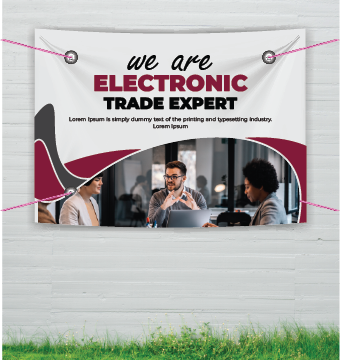 we are
ELECTRONIC
TRADE EXPERT
Lorem Ipsum is simply dummy text of the printing and typesetting industry.
Lorem Ipsum